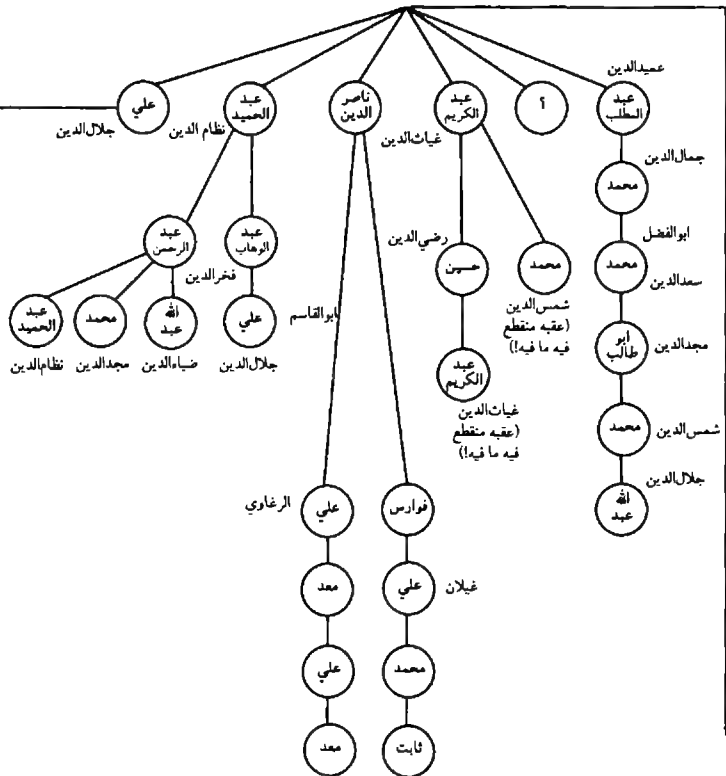 عميدالدين
عبد
المطلب
؟
عبد
الكريم
غياث‌الدين
ناصر
الدين
عبد
الحميد
نظام الدين
علي
جلال‌الدين
جمال‌الدين
محمد
ابوالفضل
محمد
سعدالدين
ابو
طالب
مجدالدين
محمد
شمس‌الدين
جلال‌الدين
الله
عبد
محمد
شمس‌الدين
(عقبه منقطع
فيه ما فيه!)
رضي‌الدين
حسين
عبد
الكريم
غياث‌الدين
(عقبه منقطع
فيه ما فيه!)
فوارس
علي
غيلان
محمد
ثابت
ابوالقاسم
علي
الرغاوي
معد
علي
معد
عبد
الوهاب
علي
جلال‌الدين
عبد
الرحمن
فخرالدين
الله
عبد
ضياءالدين
محمد
مجدالدين
عبد
الحميد
نظام‌الدين